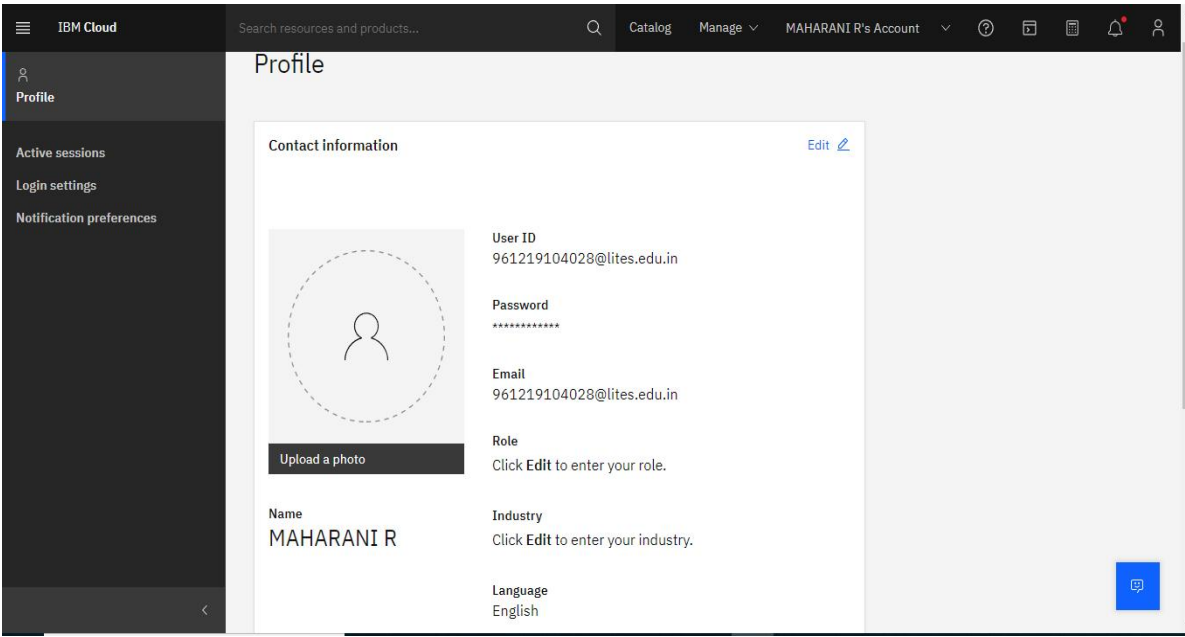 IBM Cloud
Search resources and products...
Catalog
Manage
MAHARANI R's Account
Profile
Active sessions
Login settings
Notification preferences
Profile
Contact information
Edit
Upload a photo
Name
MAHARANI R
User ID
961219104028@lites.edu.in
Password
************
Email
961219104028@lites.edu.in
Role
Click Edit to enter your role.
Industry
Click Edit to enter your industry.
Language
English